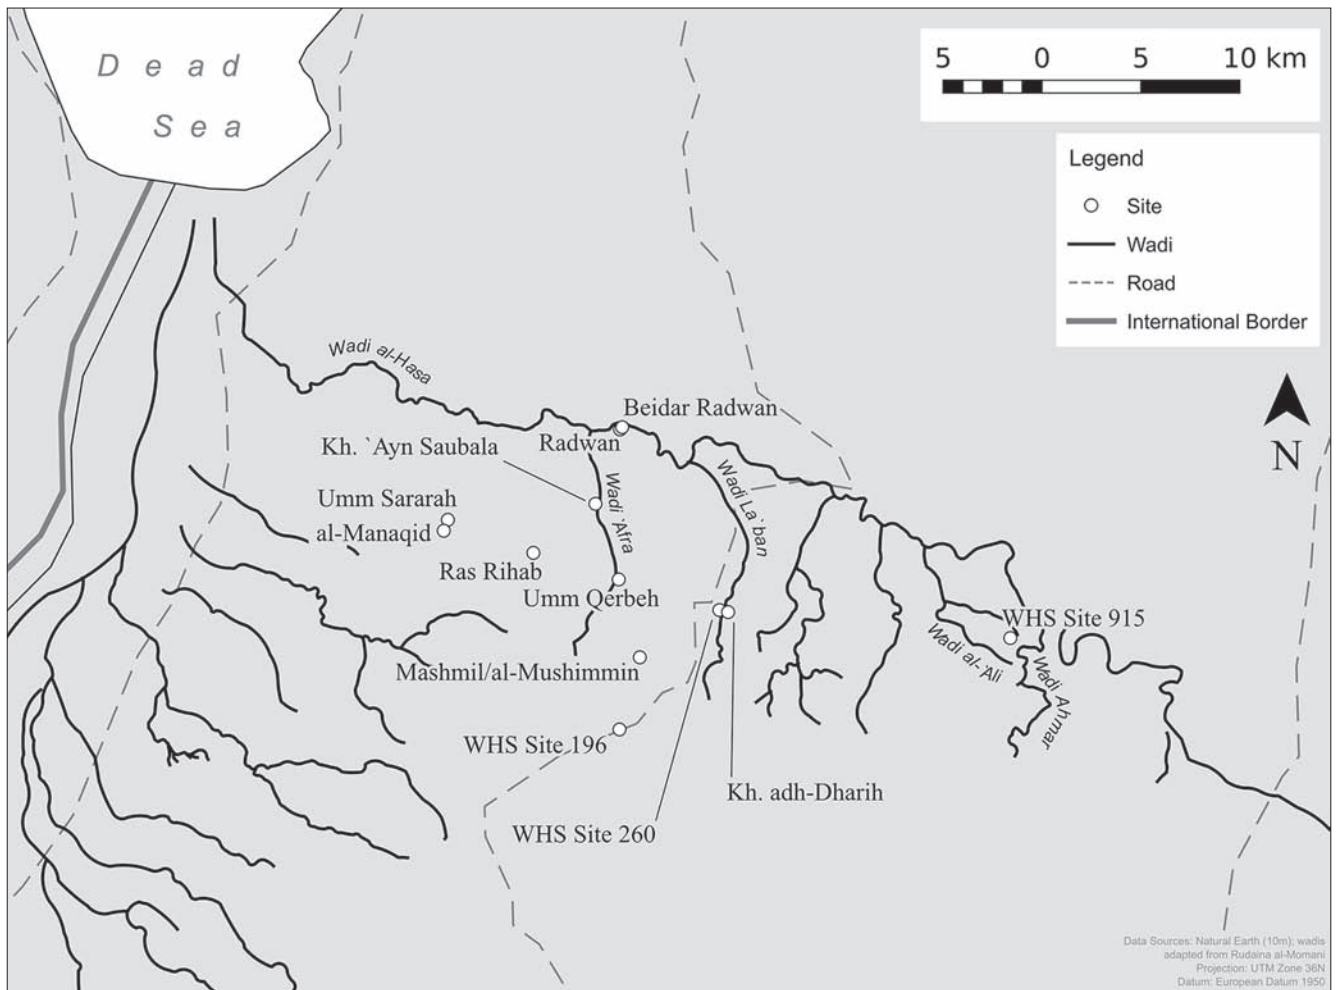 Dead
Sea
5 0 5 10 km
Legend
Site
Wadi
Road
International Border
N
Wadi al-Hasa
Beidar Radwan
Radwan
Kh. `Ayn Saubala
Wadi `Afra
Wadi La`ban
Umm Sararah
al-Manaqid
Ras Rihab
Umm Qerbeh
WHS Site 915
Wadi al-`Ali
Wadi Ahmar
Mashmil/al-Mushimmin
WHS Site 196
Kh. adh-Dharih
WHS Site 260
Data Sources: Natural Earth (10m); wadis
adapted from Rudaina al-Momani
Projection: UTM Zone 36N
Datum: European Datum 1950